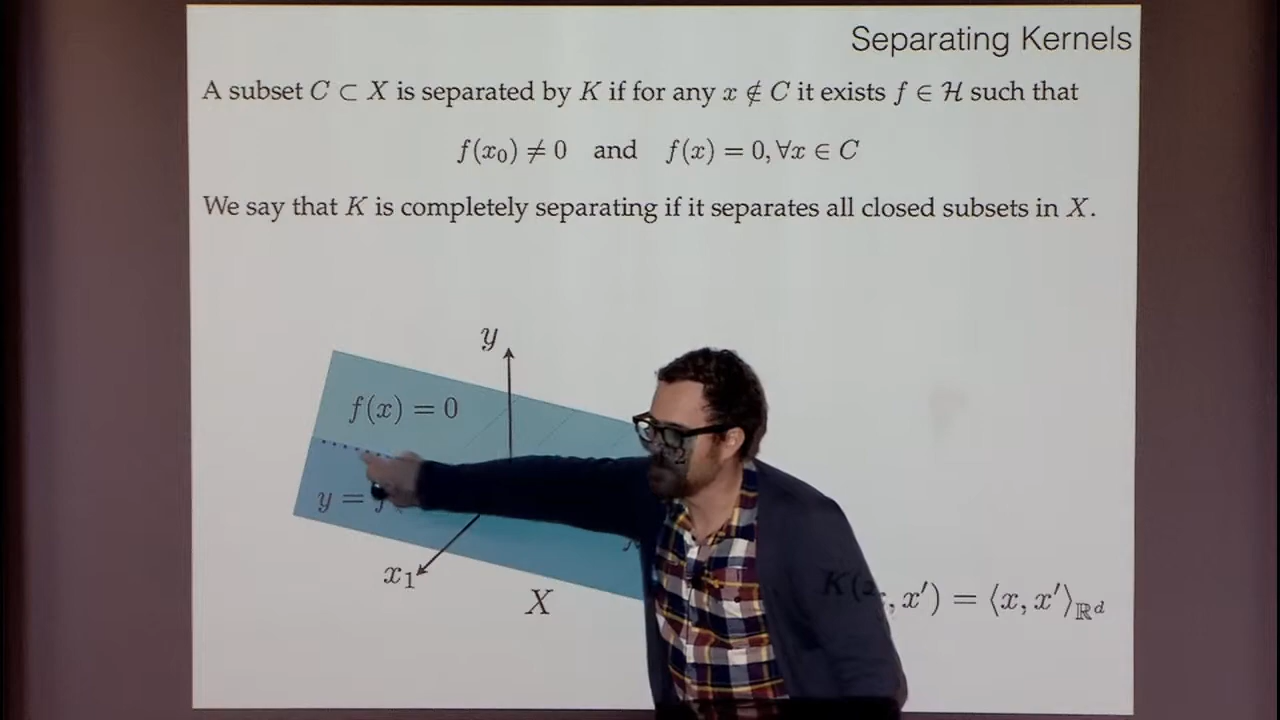 Separating Kernels
A subset C ⊂ X is separated by K if for any x ∉ C it exists f ∈ ℋ such that
f(x₀) ≠ 0 and f(x) = 0, ∀x ∈ C
We say that K is completely separating if it separates all closed subsets in X.
y
f(x) = 0
y =
x₁
X
K( , x′) = ⟨x, x′⟩ℝᵈ